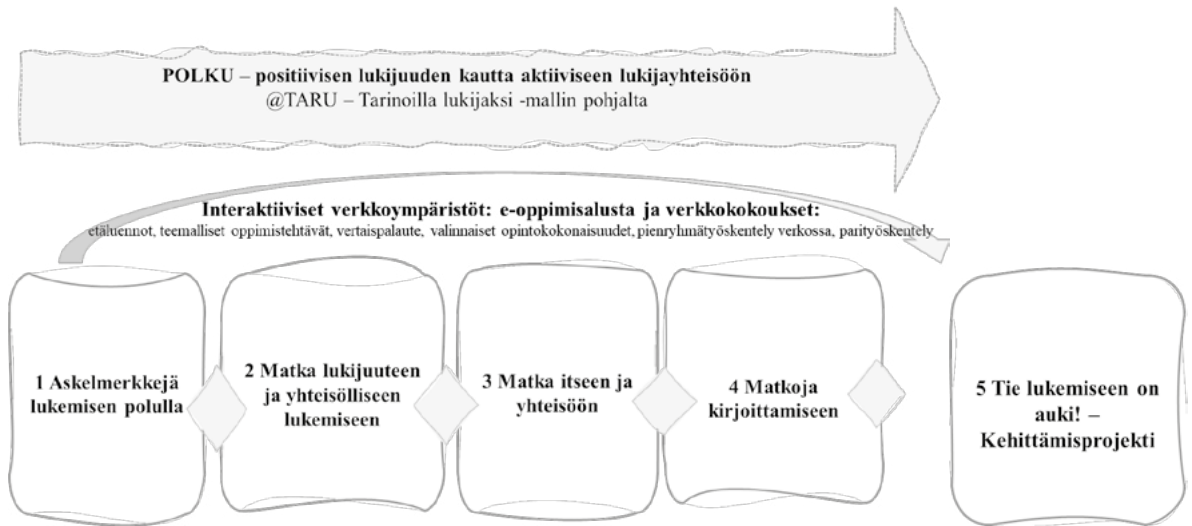 POLKU – positiivisen lukijuuden kautta aktiiviseen lukijayhteisöön
@TARU – Tarinoilla lukijaksi -mallin pohjalta
Interaktiiviset verkkoympäristöt: e-oppimisalusta ja verkkokokoukset:
etäluennot, teemalliset oppimistehtävät, vertaispalaute, valinnaiset opintokokonaisuudet, pienryhmätyöskentely verkossa, parityöskentely
1 Askelmerkkejä
lukemisen polulla
2 Matka lukijuuteen
ja yhteisölliseen
lukemiseen
3 Matka itseen ja
yhteisöön
4 Matkoja
kirjoittamiseen
5 Tie lukemiseen on
auki! –
Kehittämisprojekti